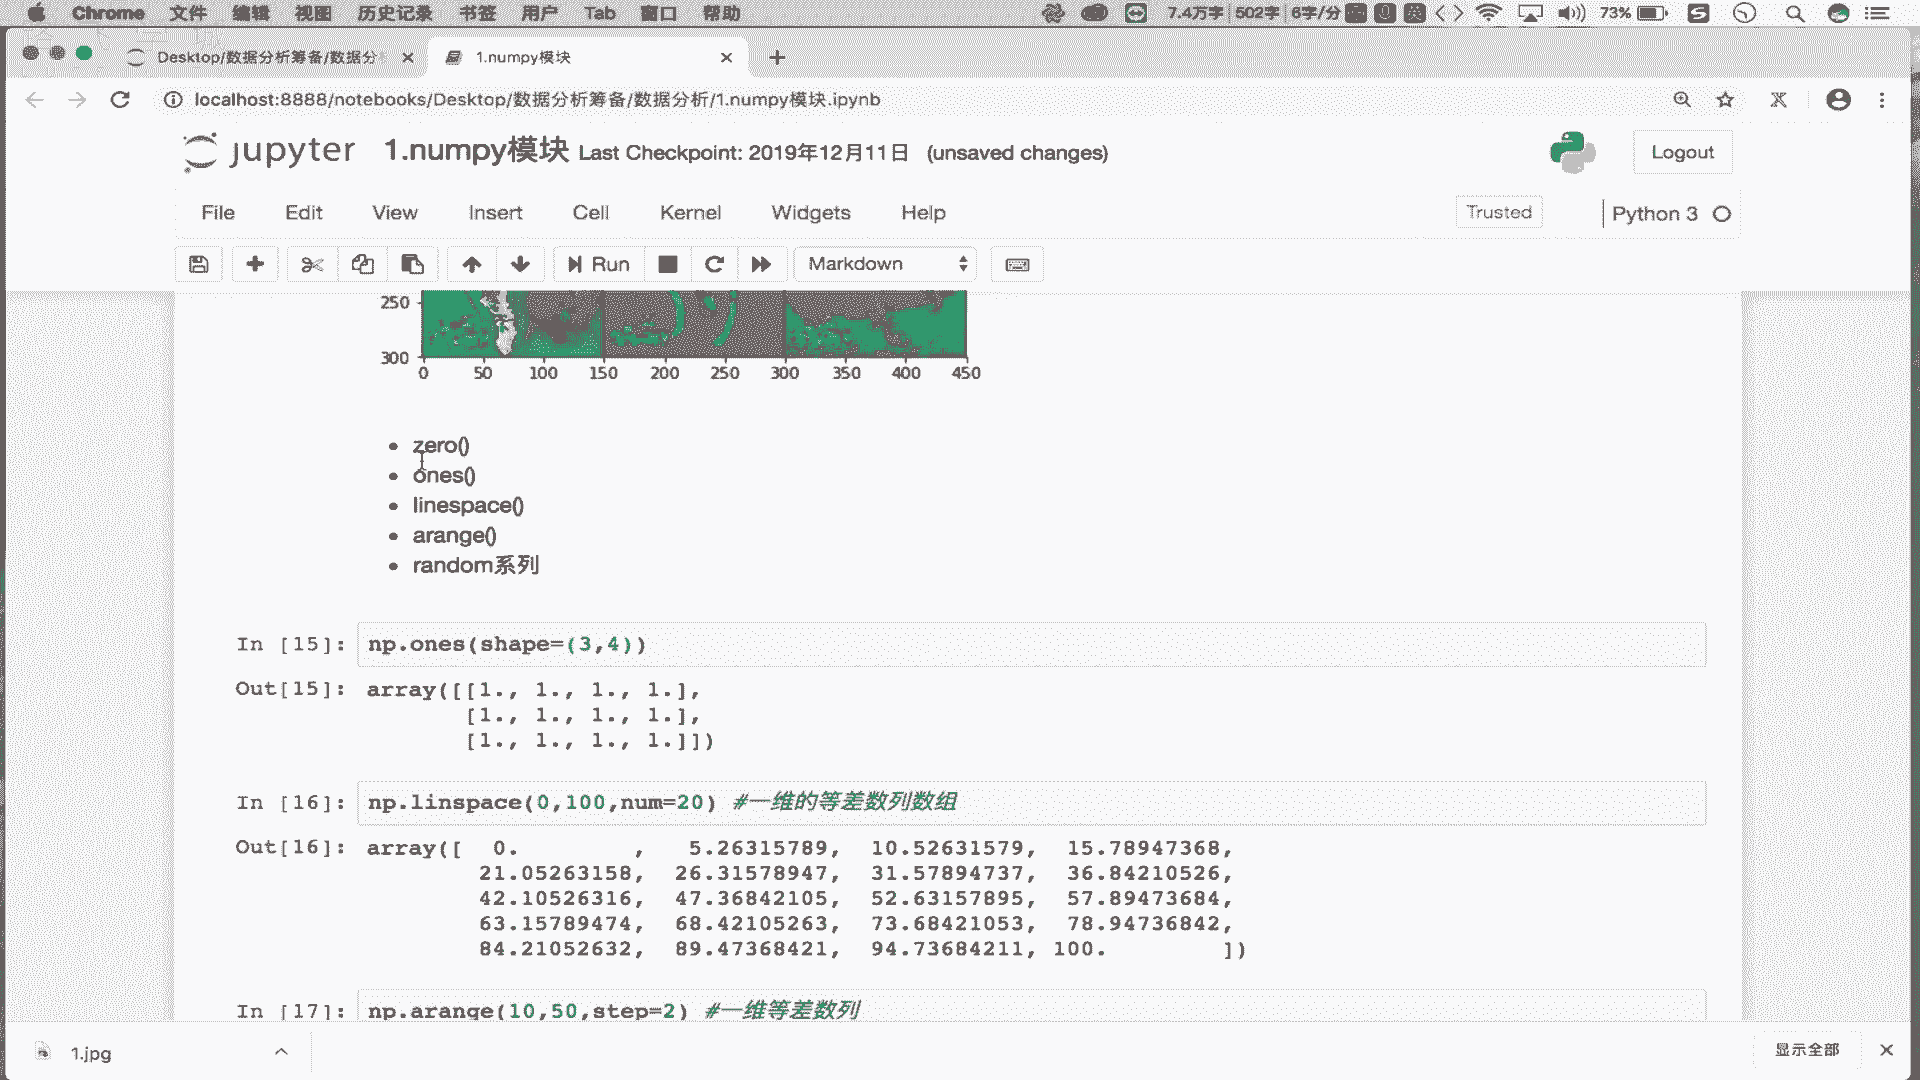 Chrome 文件 编辑 视图 历史记录 书签 用户 Tab 窗口 帮助 7.4万字 502字 6字/分 英 73%
Desktop/数据分析筹备/数据分 1.numpy模块
localhost:8888/notebooks/Desktop/数据分析筹备/数据分析/1.numpy模块.ipynb
jupyter 1.numpy模块 Last Checkpoint: 2019年12月11日 (unsaved changes) Logout
File Edit View Insert Cell Kernel Widgets Help Trusted Python 3
Run Markdown
250
300
0 50 100 150 200 250 300 350 400 450
zero()
ones()
linespace()
arange()
random系列
In [15]: np.ones(shape=(3,4))
Out[15]: array([[1., 1., 1., 1.],
[1., 1., 1., 1.],
[1., 1., 1., 1.]])
In [16]: np.linspace(0,100,num=20) #一维的等差数列数组
Out[16]: array([ 0. , 5.26315789, 10.52631579, 15.78947368,
21.05263158, 26.31578947, 31.57894737, 36.84210526,
42.10526316, 47.36842105, 52.63157895, 57.89473684,
63.15789474, 68.42105263, 73.68421053, 78.94736842,
84.21052632, 89.47368421, 94.73684211, 100. ])
In [17]: np.arange(10,50,step=2) #一维等差数列
1.jpg 显示全部